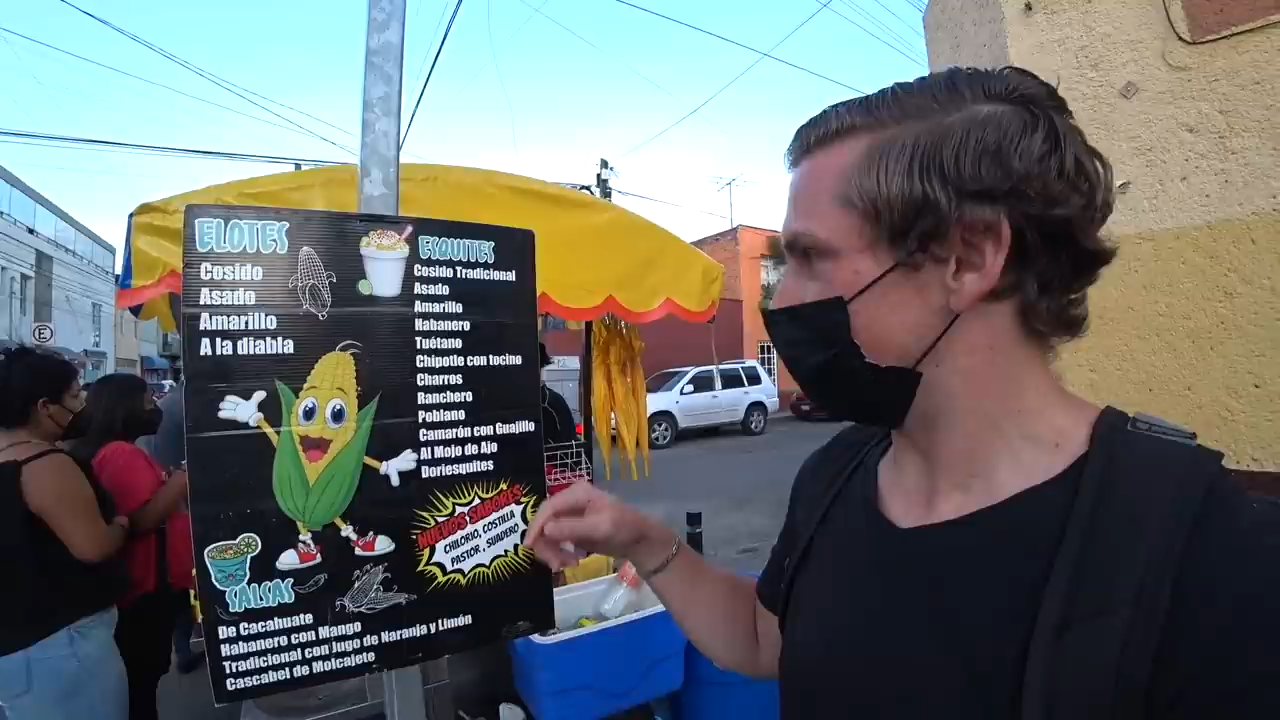 E
ELOTES
Cosído
Asado
Amarillo
A la diabla
ESQUITES
Cosido Tradicional
Asado
Amarillo
Habanero
Tuétano
Chipotle con tocino
Charros
Ranchero
Poblano
Camarón con Guajillo
Al Mojo de Ajo
Doriesquites
NUEVOS SABORES
CHILORIO, COSTILLA
PASTOR, SUADERO
SALSAS
De Cacahuate
Habanero con Mango
Tradicional con Jugo de Naranja y Limón
Cascabel de Molcajete